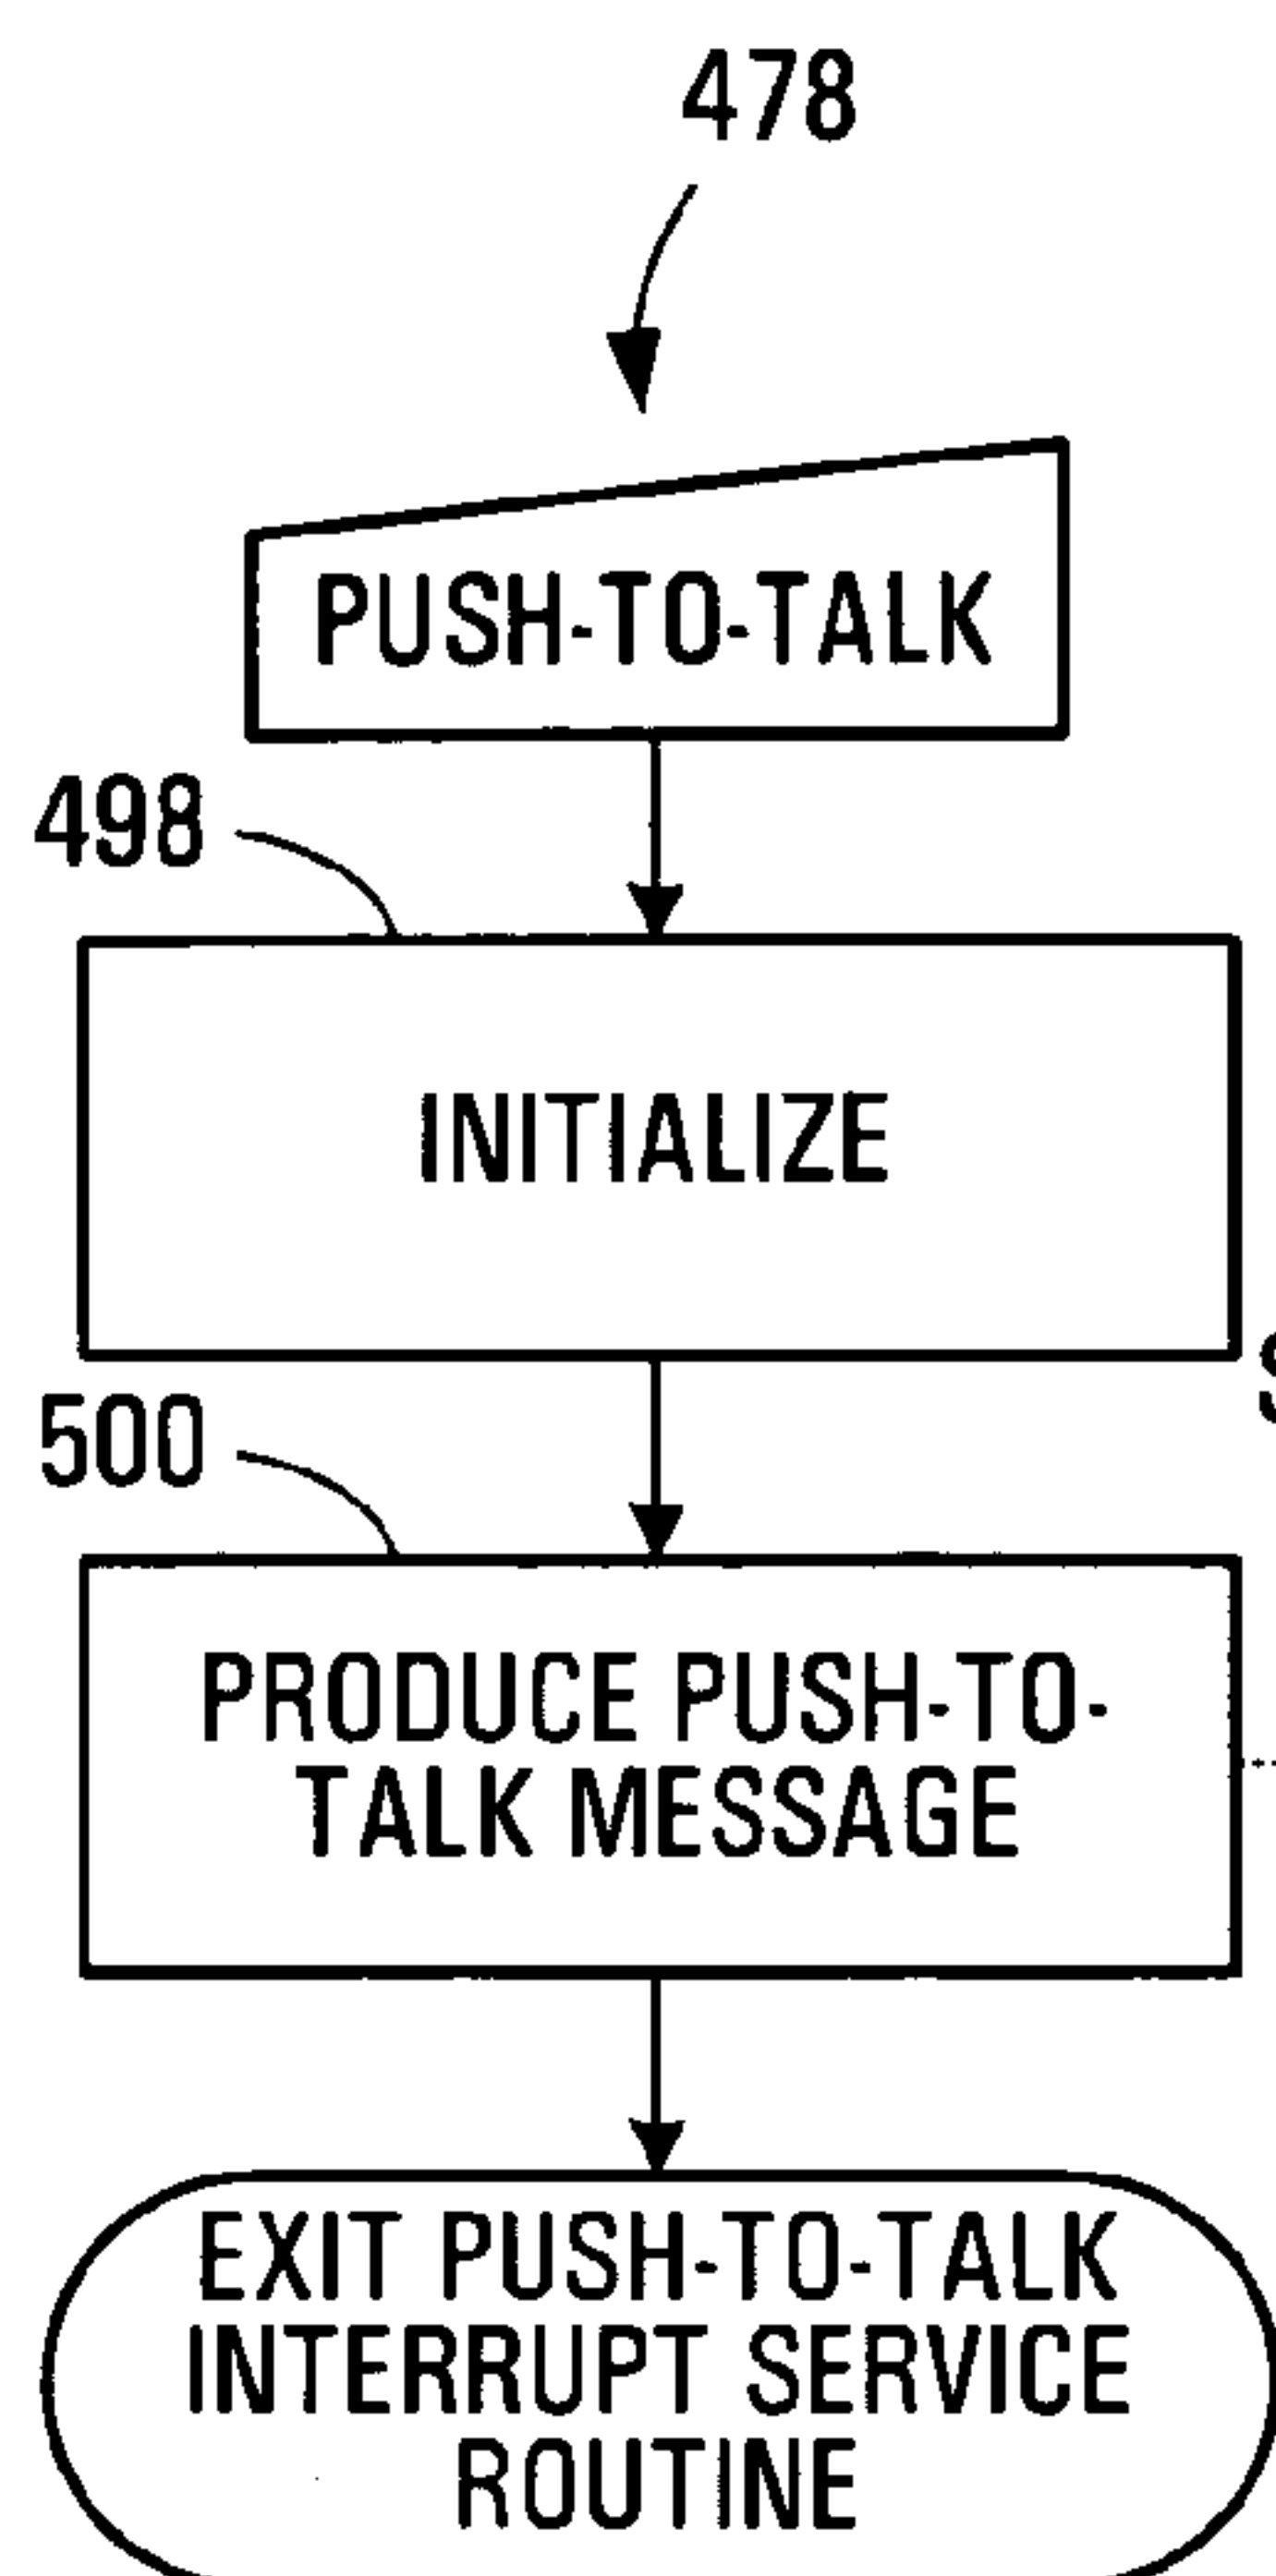 478
PUSH-TO-TALK
498
INITIALIZE
500
PRODUCE PUSH-TO-
TALK MESSAGE
EXIT PUSH-TO-TALK
INTERRUPT SERVICE
ROUTINE